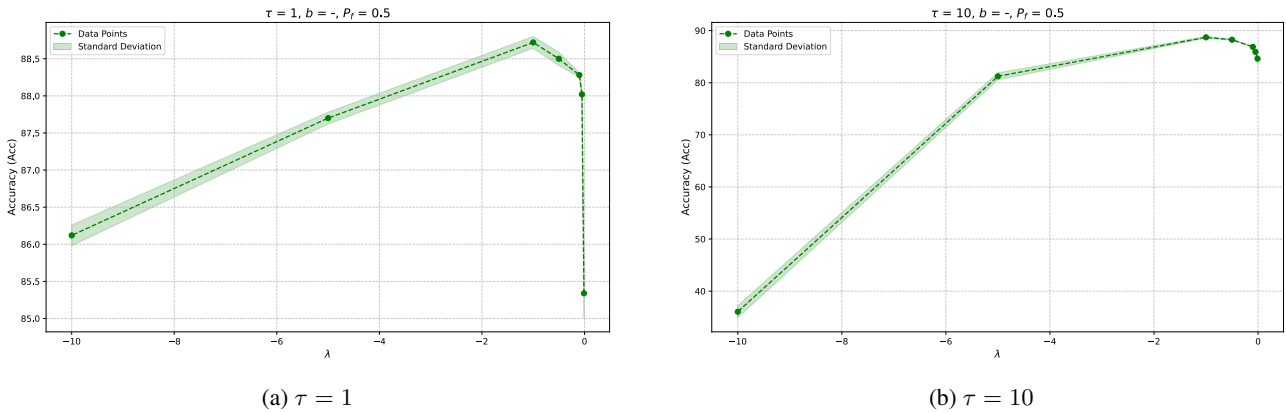 τ = 1, b = -, P_f = 0.5
Data Points
Standard Deviation
Accuracy (Acc)
88.5
88.0
87.5
87.0
86.5
86.0
85.5
85.0
−10
−8
−6
−4
−2
0
λ
(a) τ = 1
τ = 10, b = -, P_f = 0.5
Data Points
Standard Deviation
Accuracy (Acc)
90
80
70
60
50
40
−10
−8
−6
−4
−2
0
λ
(b) τ = 10